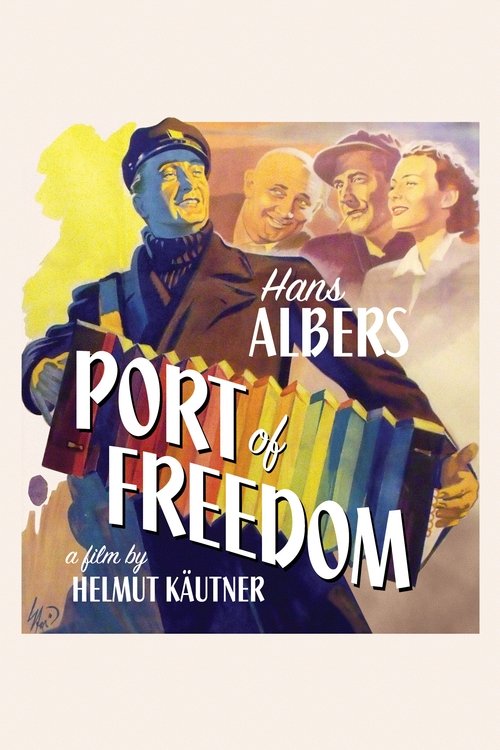 Hans
ALBERS
PORT of
FREEDOM
a film by
HELMUT KÄUTNER